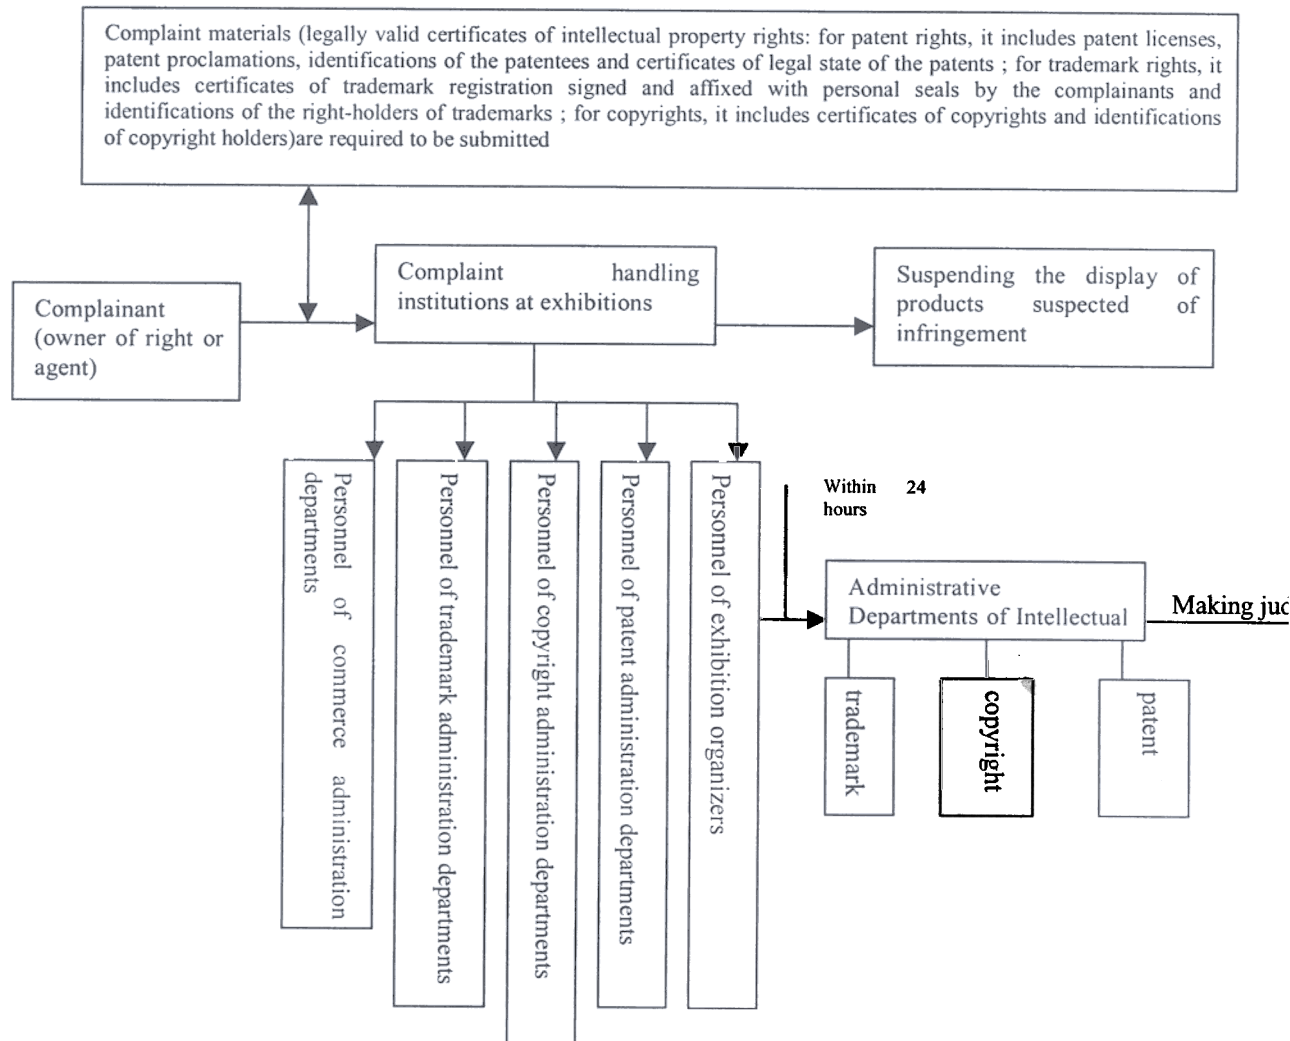 Complaint materials (legally valid certificates of intellectual property rights: for patent rights, it includes patent licenses,
patent proclamations, identifications of the patentees and certificates of legal state of the patents ; for trademark rights, it
includes certificates of trademark registration signed and affixed with personal seals by the complainants and
identifications of the right-holders of trademarks ; for copyrights, it includes certificates of copyrights and identifications
of copyright holders)are required to be submitted
Complainant
(owner of right or
agent)
Complaint handling
institutions at exhibitions
Suspending the display of
products suspected of
infringement
Personnel of commerce administration
departments
Personnel of trademark administration departments
Personnel of copyright administration departments
Personnel of patent administration departments
Personnel of exhibition organizers
Within 24
hours
Administrative
Departments of Intellectual
Making jud
trademark
copyright
patent